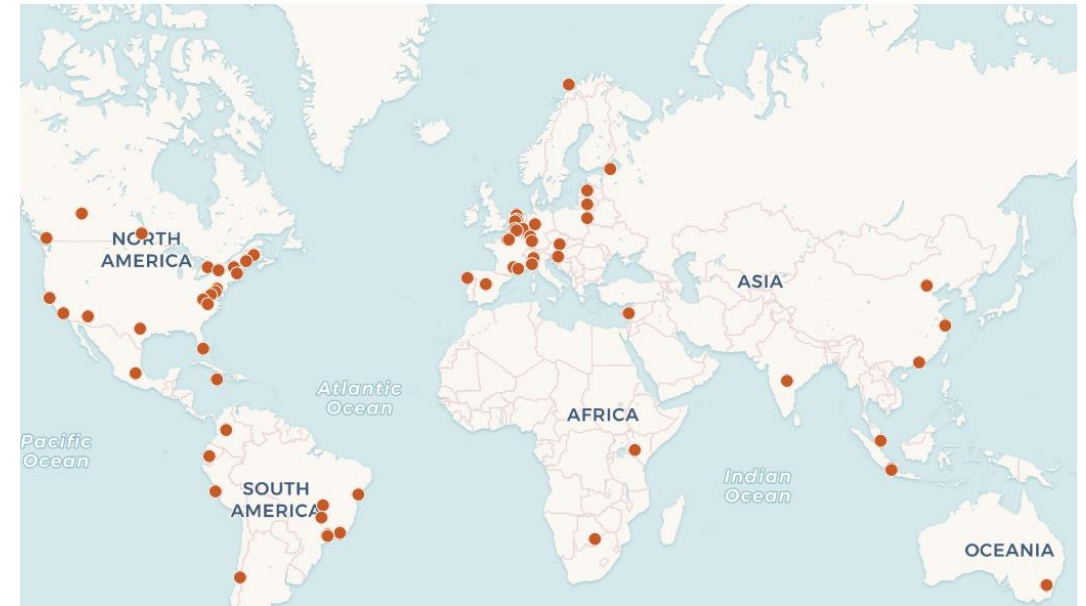 NORTH
AMERICA
ASIA
Atlantic
Ocean
AFRICA
Pacific
Ocean
Indian
Ocean
SOUTH
AMERICA
OCEANIA